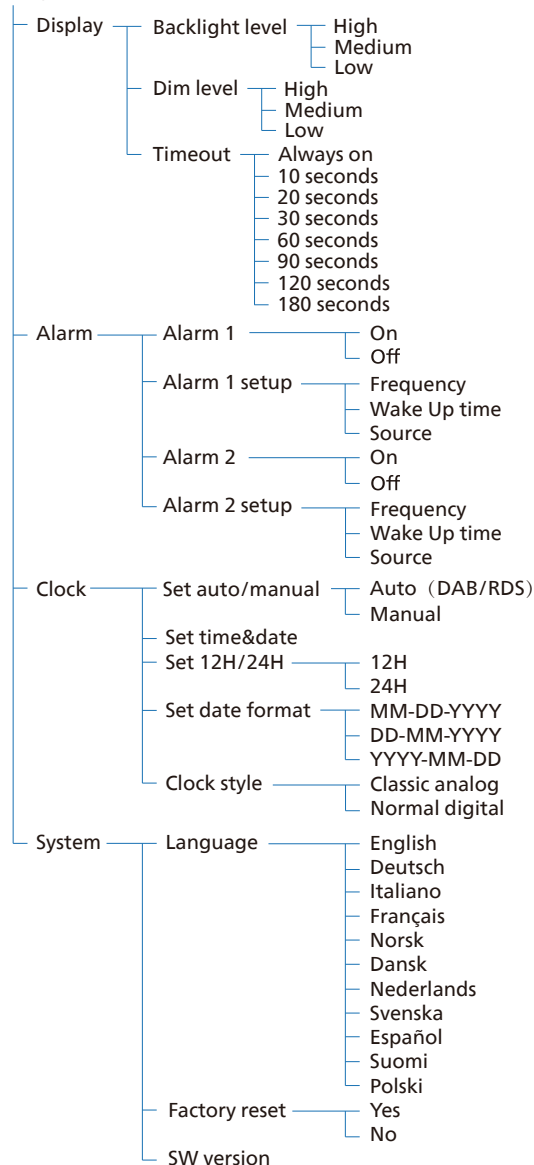 Display Backlight level High
Medium
Low
Dim level High
Medium
Low
Timeout Always on
10 seconds
20 seconds
30 seconds
60 seconds
90 seconds
120 seconds
180 seconds
Alarm Alarm 1 On
Off
Alarm 1 setup Frequency
Wake Up time
Source
Alarm 2 On
Off
Alarm 2 setup Frequency
Wake Up time
Source
Clock Set auto/manual Auto（DAB/RDS）
Manual
Set time&date
Set 12H/24H 12H
24H
Set date format MM-DD-YYYY
DD-MM-YYYY
YYYY-MM-DD
Clock style Classic analog
Normal digital
System Language English
Deutsch
Italiano
Français
Norsk
Dansk
Nederlands
Svenska
Español
Suomi
Polski
Factory reset Yes
No
SW version